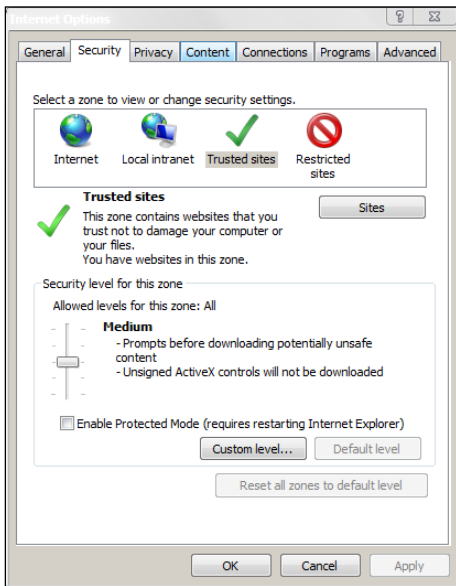 Internet Options
General Security Privacy Content Connections Programs Advanced
Select a zone to view or change security settings.
Internet Local intranet Trusted sites Restricted
sites
Trusted sites
Sites
This zone contains websites that you
trust not to damage your computer or
your files.
You have websites in this zone.
Security level for this zone
Allowed levels for this zone: All
Medium
- Prompts before downloading potentially unsafe
content
- Unsigned ActiveX controls will not be downloaded
Enable Protected Mode (requires restarting Internet Explorer)
Custom level... Default level
Reset all zones to default level
OK Cancel Apply